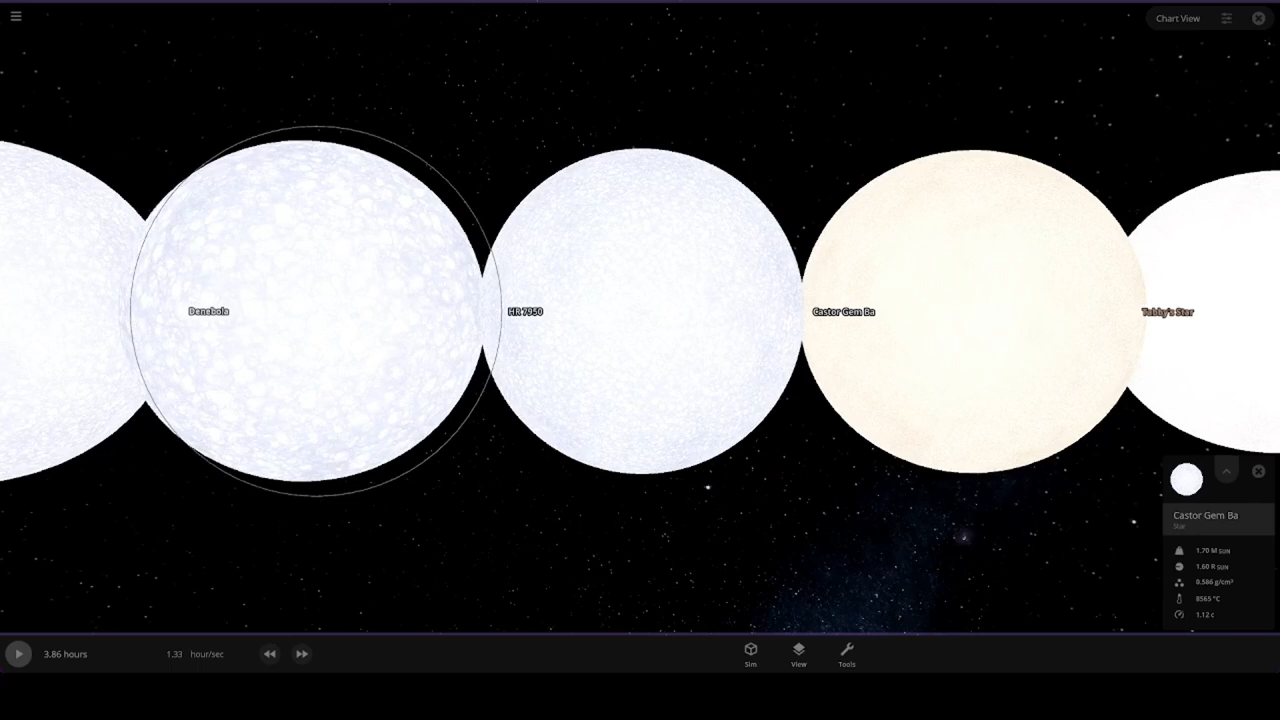 Chart View
Denebola
HR 7950
Castor Gem Ba
Tabby's Star
Castor Gem Ba
Star
1.70 M SUN
1.60 R SUN
0.586 g/cm³
8565 °C
1.12 c
3.86 hours
1.33 hour/sec
Sim
View
Tools